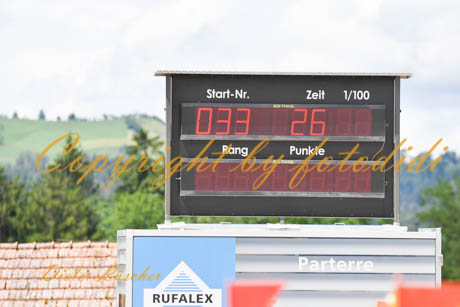 Start-Nr. Zeit 1/100
033 26
Rang Punkte
Copyright by fotodidi
Parterre
RUFALEX